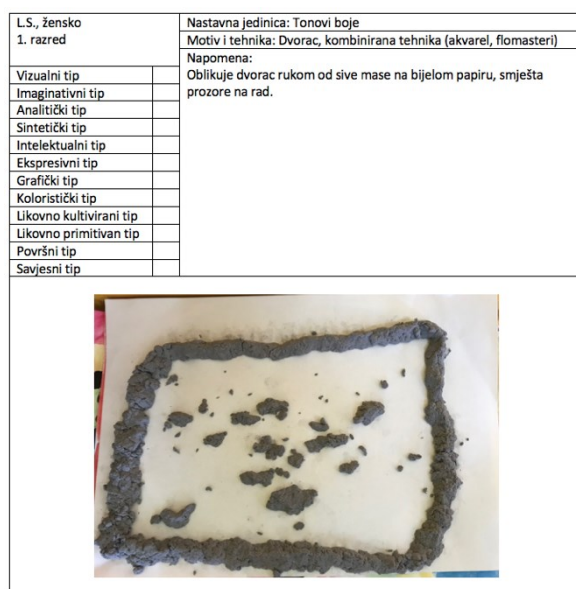 L.S., žensko
1. razred
Nastavna jedinica: Tonovi boje
Motiv i tehnika: Dvorac, kombinirana tehnika (akvarel, flomasteri)
Napomena:
Oblikuje dvorac rukom od sive mase na bijelom papiru, smješta
prozore na rad.
Vizualni tip
Imaginativni tip
Analitički tip
Sintetički tip
Intelektualni tip
Ekspresivni tip
Grafički tip
Koloristički tip
Likovno kultivirani tip
Likovno primitivan tip
Površni tip
Savjesni tip